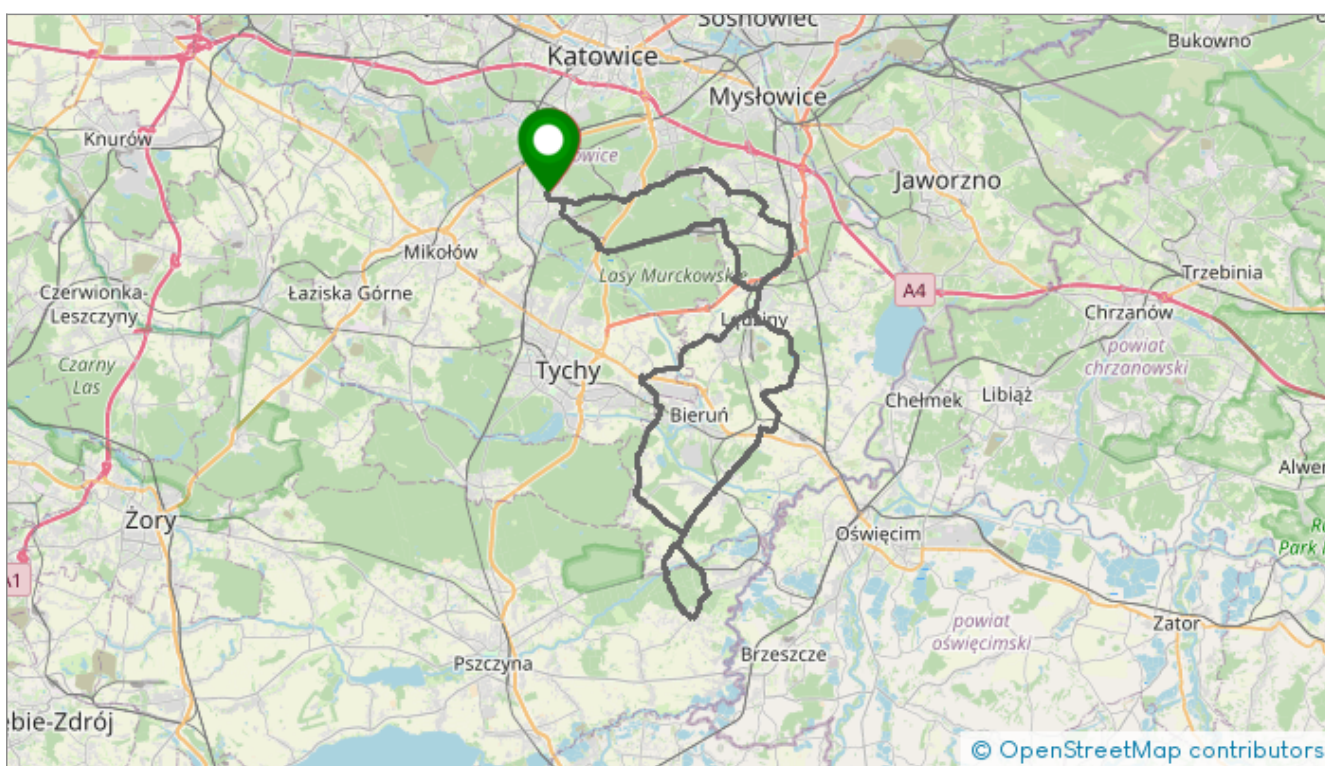 Sosnowiec
Bukowno
Katowice
Mysłowice
Knurów
owice
Jaworzno
Mikołów
Lasy Murckowskie
Trzebinia
Czerwionka-
Leszczyny
Łaziska Górne
A4
Chrzanów
Lędziny
powiat
chrzanowski
Czarny
Las
Tychy
Libiąż
Chełmek
Bieruń
Alwer
Żory
Oświęcim
Park
A1
Zator
powiat
oświęcimski
Pszczyna
Brzeszcze
ebie-Zdrój
© OpenStreetMap contributors